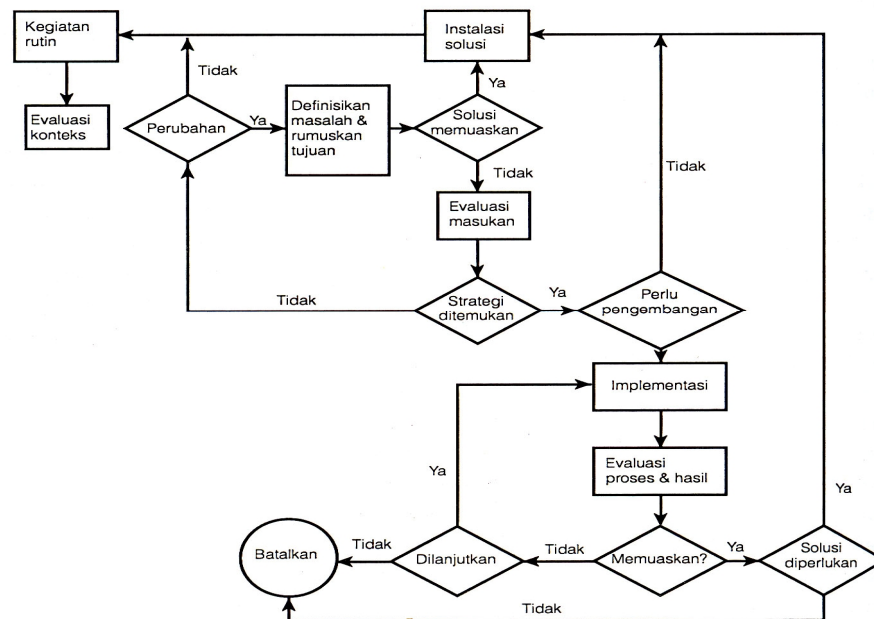 Kegiatan
rutin
Instalasi
solusi
Tidak
Ya
Evaluasi
konteks
Perubahan
Ya
Definisikan
masalah &
rumuskan
tujuan
Solusi
memuaskan
Tidak
Tidak
Evaluasi
masukan
Tidak
Strategi
ditemukan
Ya
Perlu
pengembangan
Implementasi
Ya
Evaluasi
proses & hasil
Ya
Batalkan
Tidak
Dilanjutkan
Tidak
Memuaskan?
Ya
Solusi
diperlukan
Tidak